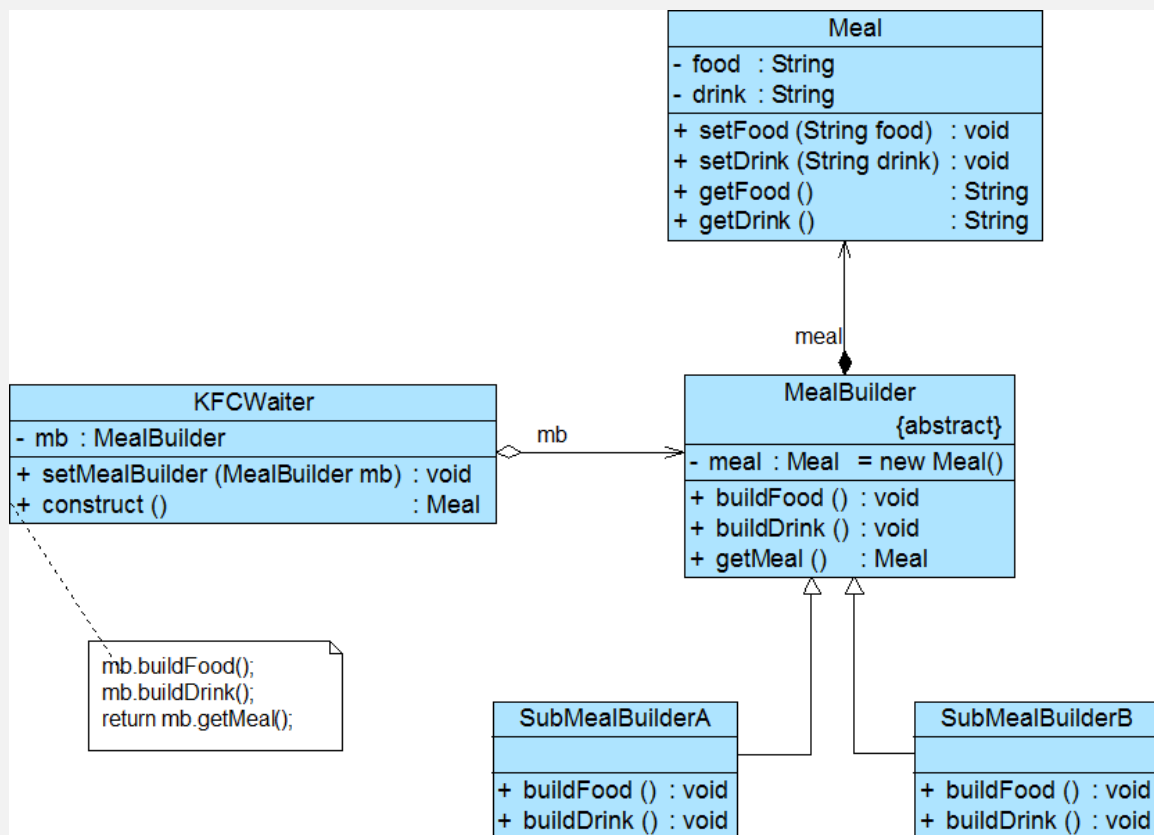 Meal
- food : String
- drink : String
+ setFood (String food) : void
+ setDrink (String drink) : void
+ getFood () : String
+ getDrink () : String
meal
MealBuilder
{abstract}
- meal : Meal = new Meal()
+ buildFood () : void
+ buildDrink () : void
+ getMeal () : Meal
KFCWaiter
- mb : MealBuilder
+ setMealBuilder (MealBuilder mb) : void
+ construct () : Meal
mb
mb.buildFood();
mb.buildDrink();
return mb.getMeal();
SubMealBuilderA
+ buildFood () : void
+ buildDrink () : void
SubMealBuilderB
+ buildFood () : void
+ buildDrink () : void